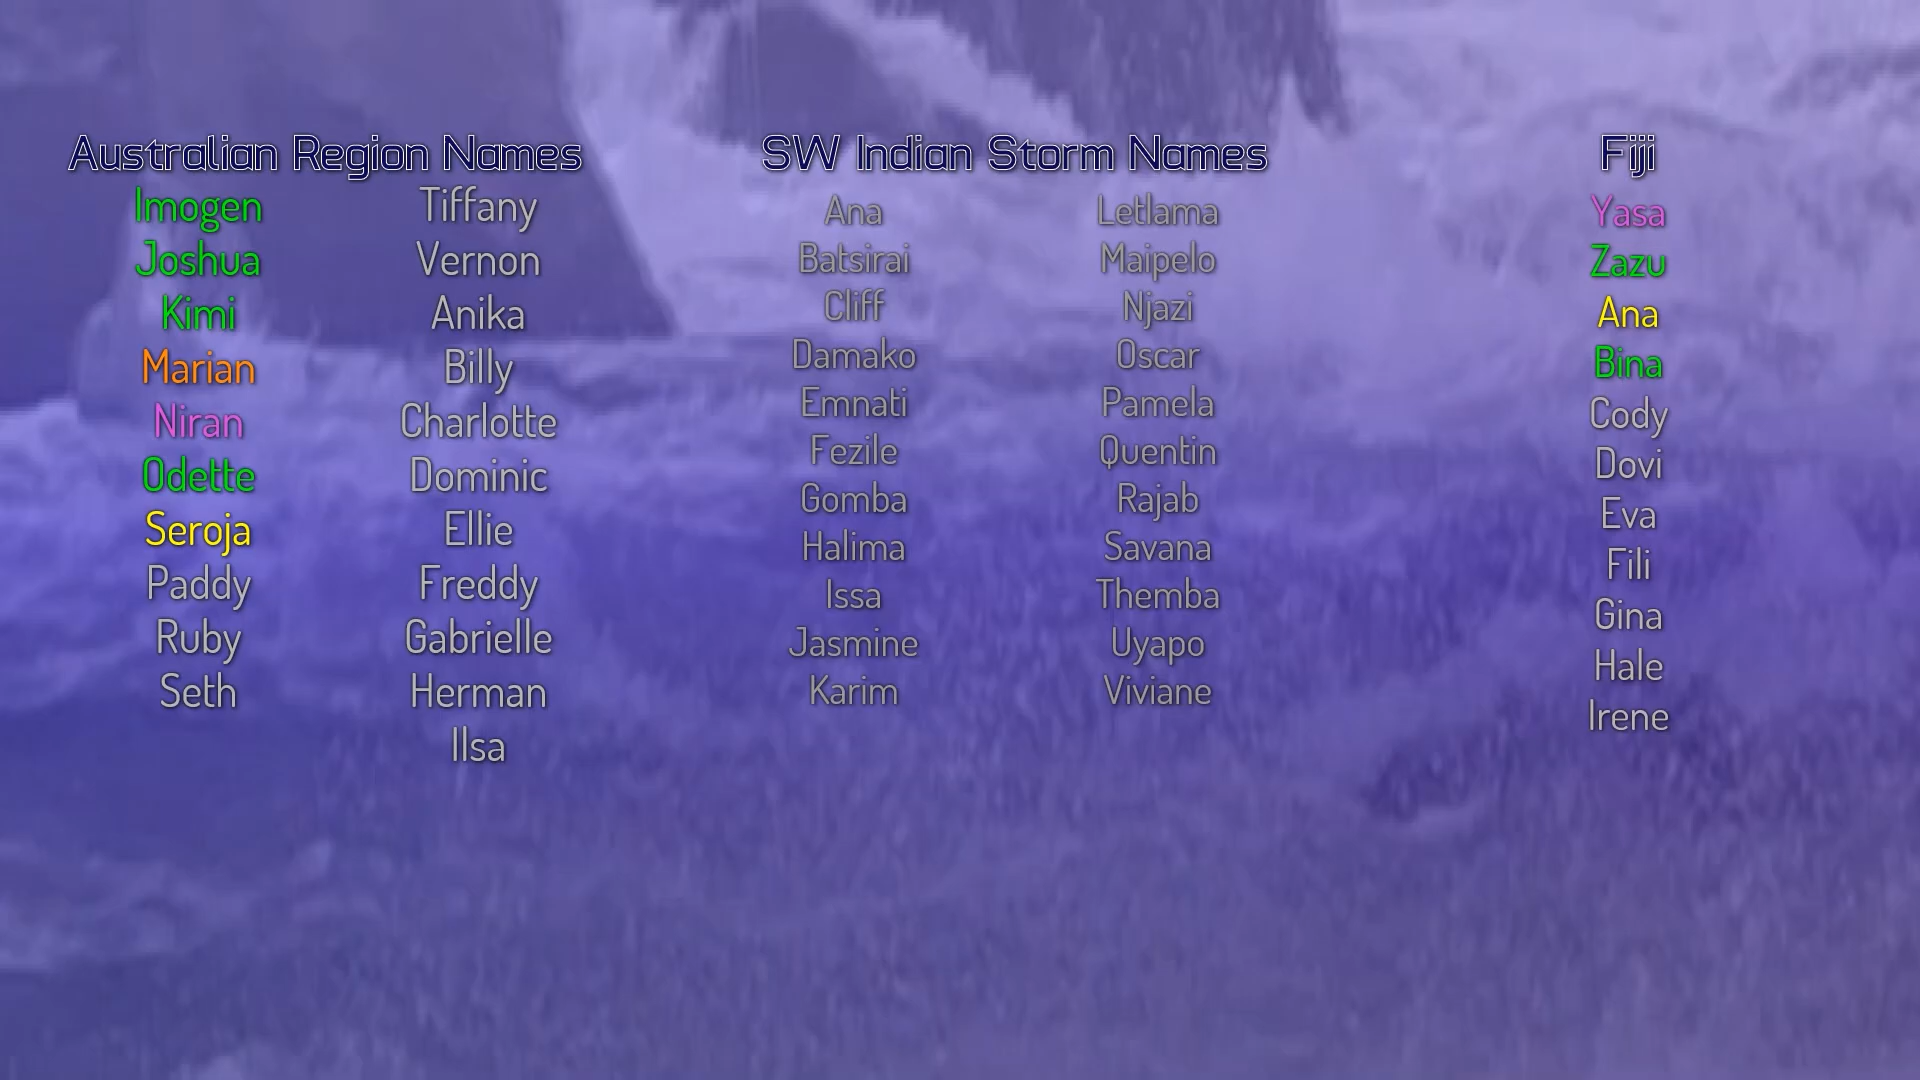 Australian Region Names
Imogen
Joshua
Kimi
Marian
Niran
Odette
Seroja
Paddy
Ruby
Seth
Tiffany
Vernon
Anika
Billy
Charlotte
Dominic
Ellie
Freddy
Gabrielle
Herman
Ilsa
SW Indian Storm Names
Ana
Batsirai
Cliff
Damako
Emnati
Fezile
Gomba
Halima
Issa
Jasmine
Karim
Letlama
Maipelo
Njazi
Oscar
Pamela
Quentin
Rajab
Savana
Themba
Uyapo
Viviane
Fiji
Yasa
Zazu
Ana
Bina
Cody
Dovi
Eva
Fili
Gina
Hale
Irene